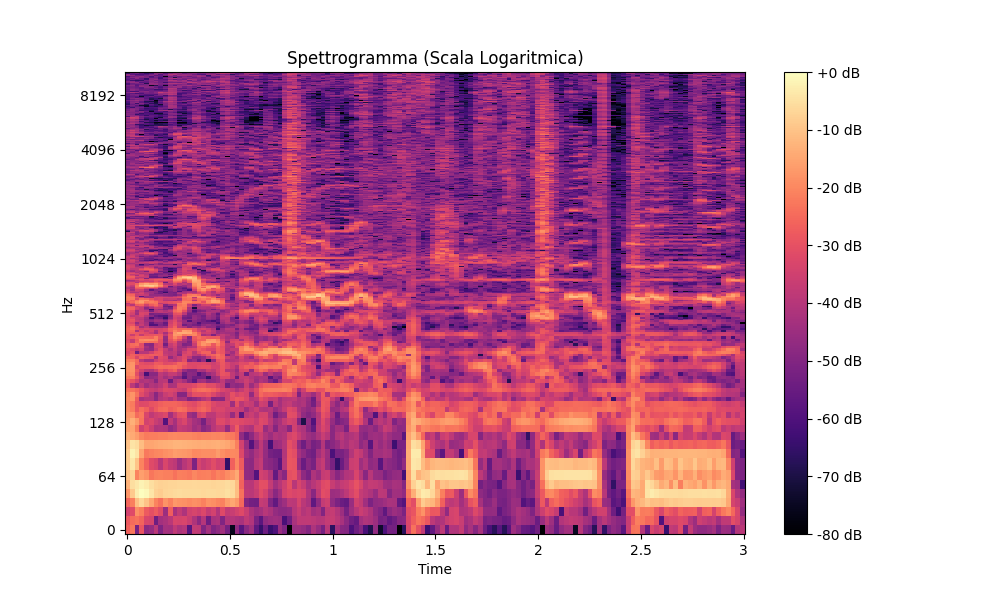 Spettrogramma (Scala Logaritmica)
Hz
8192
4096
2048
1024
512
256
128
64
0
0
0.5
1
1.5
2
2.5
3
Time
+0 dB
-10 dB
-20 dB
-30 dB
-40 dB
-50 dB
-60 dB
-70 dB
-80 dB